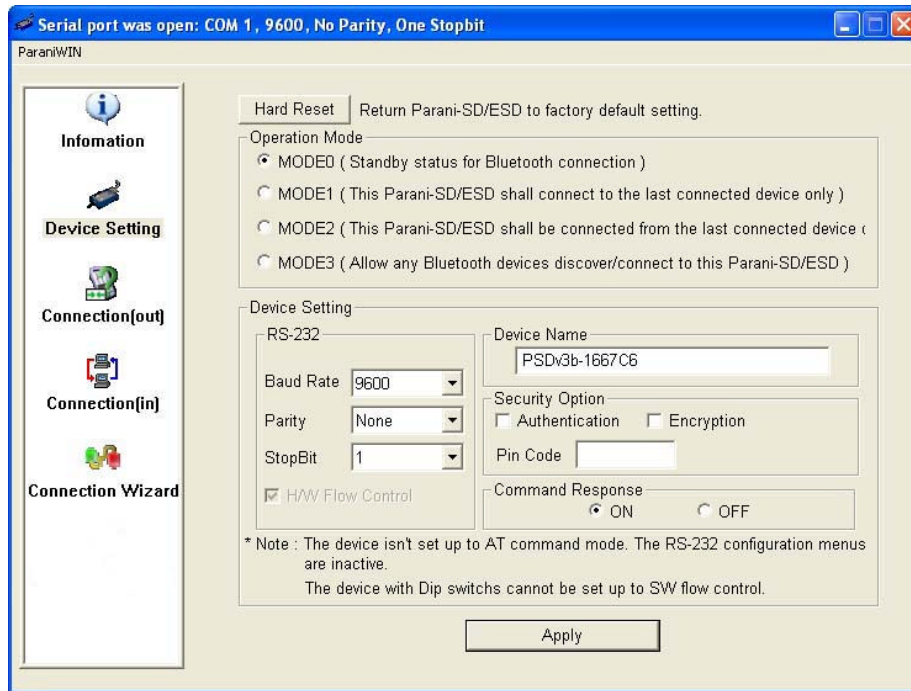 Serial port was open: COM 1, 9600, No Parity, One Stopbit
ParaniWIN
Infomation
Device Setting
Connection(out)
Connection(in)
Connection Wizard
Hard Reset Return Parani-SD/ESD to factory default setting.
Operation Mode
MODE0 ( Standby status for Bluetooth connection )
MODE1 ( This Parani-SD/ESD shall connect to the last connected device only )
MODE2 ( This Parani-SD/ESD shall be connected from the last connected device
MODE3 ( Allow any Bluetooth devices discover/connect to this Parani-SD/ESD )
Device Setting
RS-232
Baud Rate 9600
Parity None
StopBit 1
H/W Flow Control
Device Name
PSDv3b-1667C6
Security Option
Authentication Encryption
Pin Code
Command Response
ON OFF
* Note : The device isn't set up to AT command mode. The RS-232 configuration menus
are inactive.
The device with Dip switchs cannot be set up to SW flow control.
Apply